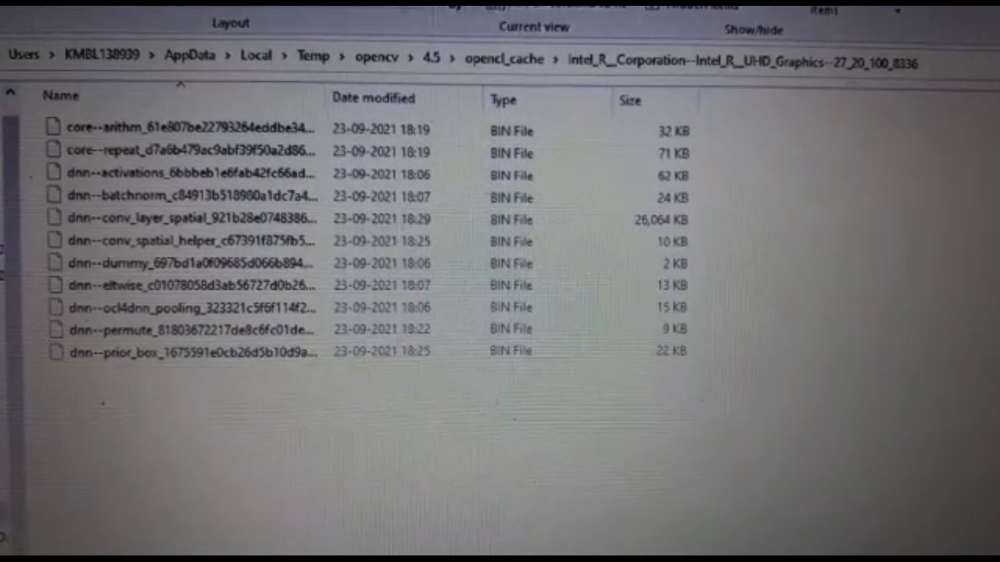 Layout
Current view
items
Show/hide
Users > KMBL138939 > AppData > Local > Temp > opencv > 4.5 > opencl_cache > Intel_R__Corporation--Intel_R__UHD_Graphics--27_20_100_8336
Name Date modified Type Size
core--arithm_61e807be22793264eddbe34... 23-09-2021 18:19 BIN File 32 KB
core--repeat_d7a6b479ac9abf39f50a2d86... 23-09-2021 18:19 BIN File 71 KB
dnn--activations_6bbbeb1e6fab42fc66ad... 23-09-2021 18:06 BIN File 62 KB
dnn--batchnorm_c84913b518980a1dc7a4... 23-09-2021 18:07 BIN File 24 KB
dnn--conv_layer_spatial_921b28e0748386... 23-09-2021 18:29 BIN File 26,064 KB
dnn--conv_spatial_helper_c67391f875fb5... 23-09-2021 18:25 BIN File 10 KB
dnn--dummy_697bd1a0f09685d066b894... 23-09-2021 18:06 BIN File 2 KB
dnn--eltwise_c01078058d3ab56727d0b26... 23-09-2021 18:07 BIN File 13 KB
dnn--ocl4dnn_pooling_323321c5f6f114f2... 23-09-2021 18:06 BIN File 15 KB
dnn--permute_81803672217de8c6fc01de... 23-09-2021 18:22 BIN File 9 KB
dnn--prior_box_1675591e0cb26d5b10d9a... 23-09-2021 18:25 BIN File 22 KB